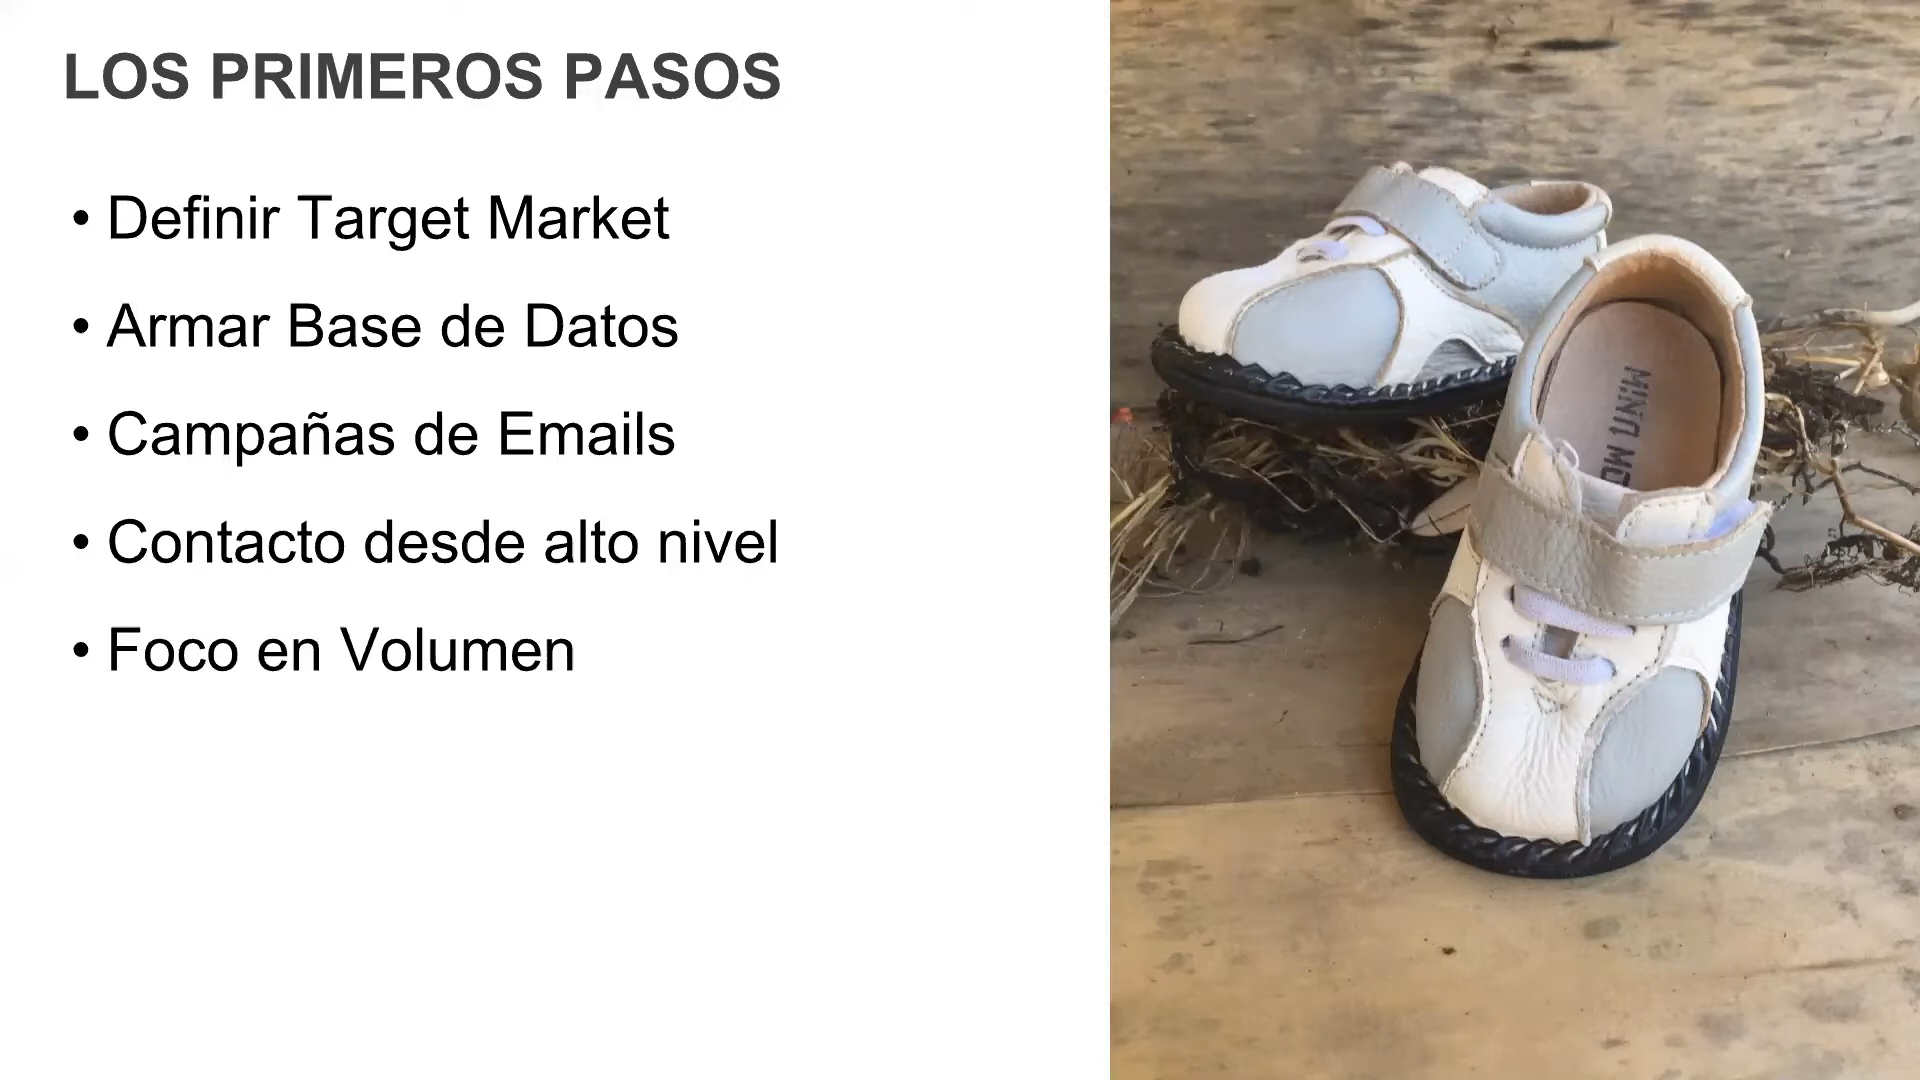 LOS PRIMEROS PASOS
• Definir Target Market
• Armar Base de Datos
• Campañas de Emails
• Contacto desde alto nivel
• Foco en Volumen